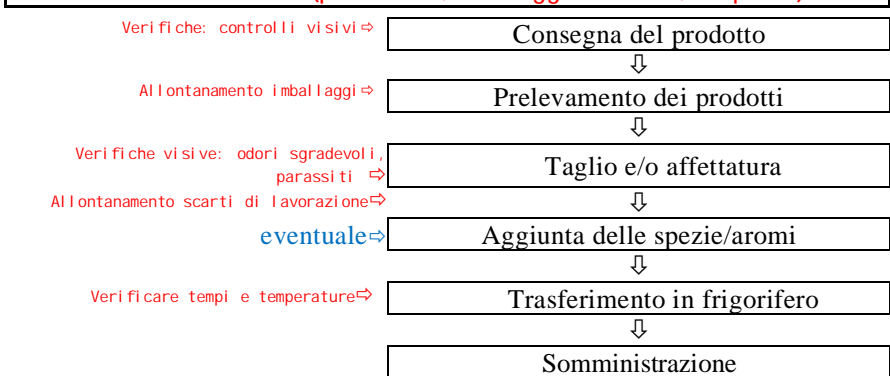 Verifiche: controlli visivi⇨
Consegna del prodotto
⇩
Allontanamento imballaggi⇨
Prelevamento dei prodotti
⇩
Verifiche visive: odori sgradevoli,
parassiti ⇨
Taglio e/o affettatura
Allontanamento scarti di lavorazione⇨
⇩
eventuale⇨
Aggiunta delle spezie/aromi
⇩
Verificare tempi e temperature⇨
Trasferimento in frigorifero
⇩
Somministrazione